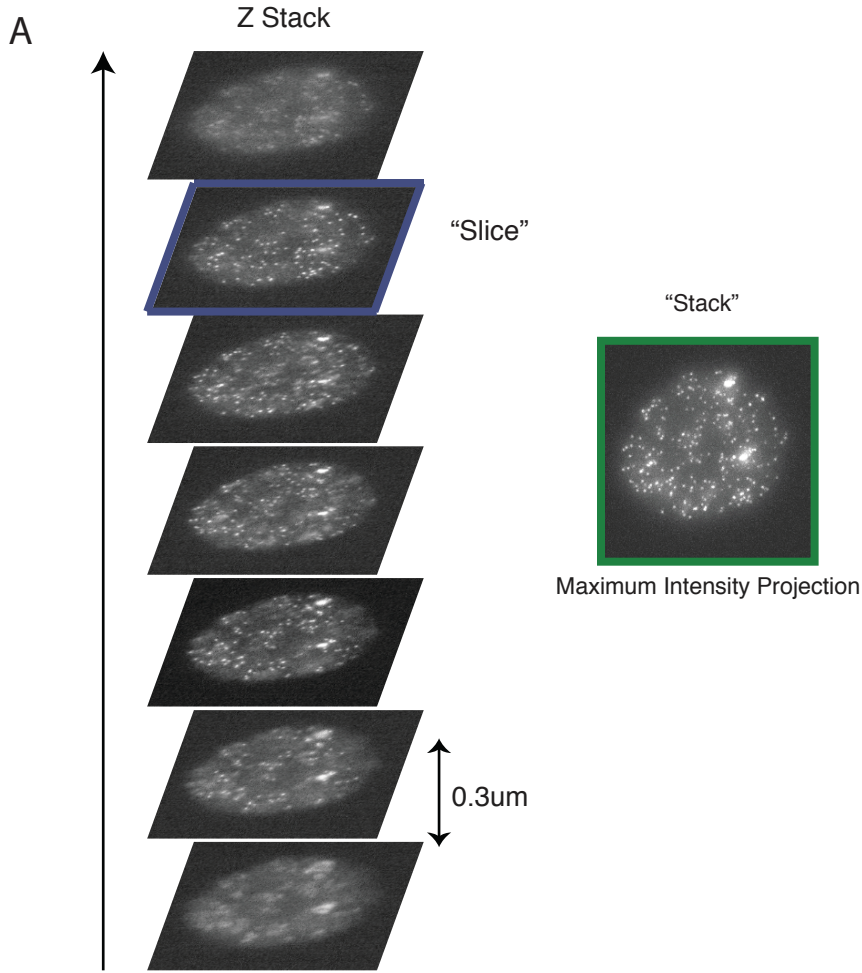 A
Z Stack
“Slice”
“Stack”
Maximum Intensity Projection
0.3um